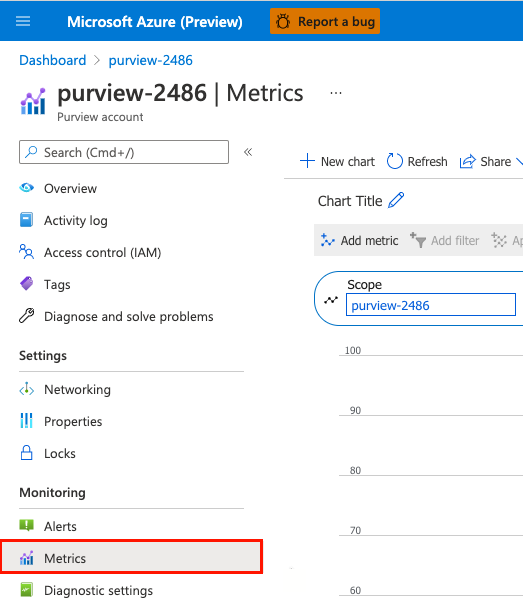 Microsoft Azure (Preview)
Report a bug
Dashboard > purview-2486
purview-2486 | Metrics ...
Purview account
Search (Cmd+/)
«
Overview
Activity log
Access control (IAM)
Tags
Diagnose and solve problems
Settings
Networking
Properties
Locks
Monitoring
Alerts
Metrics
Diagnostic settings
New chart
Refresh
Share
Chart Title
Add metric
Add filter
Ap
Scope
purview-2486
100
90
80
70
60